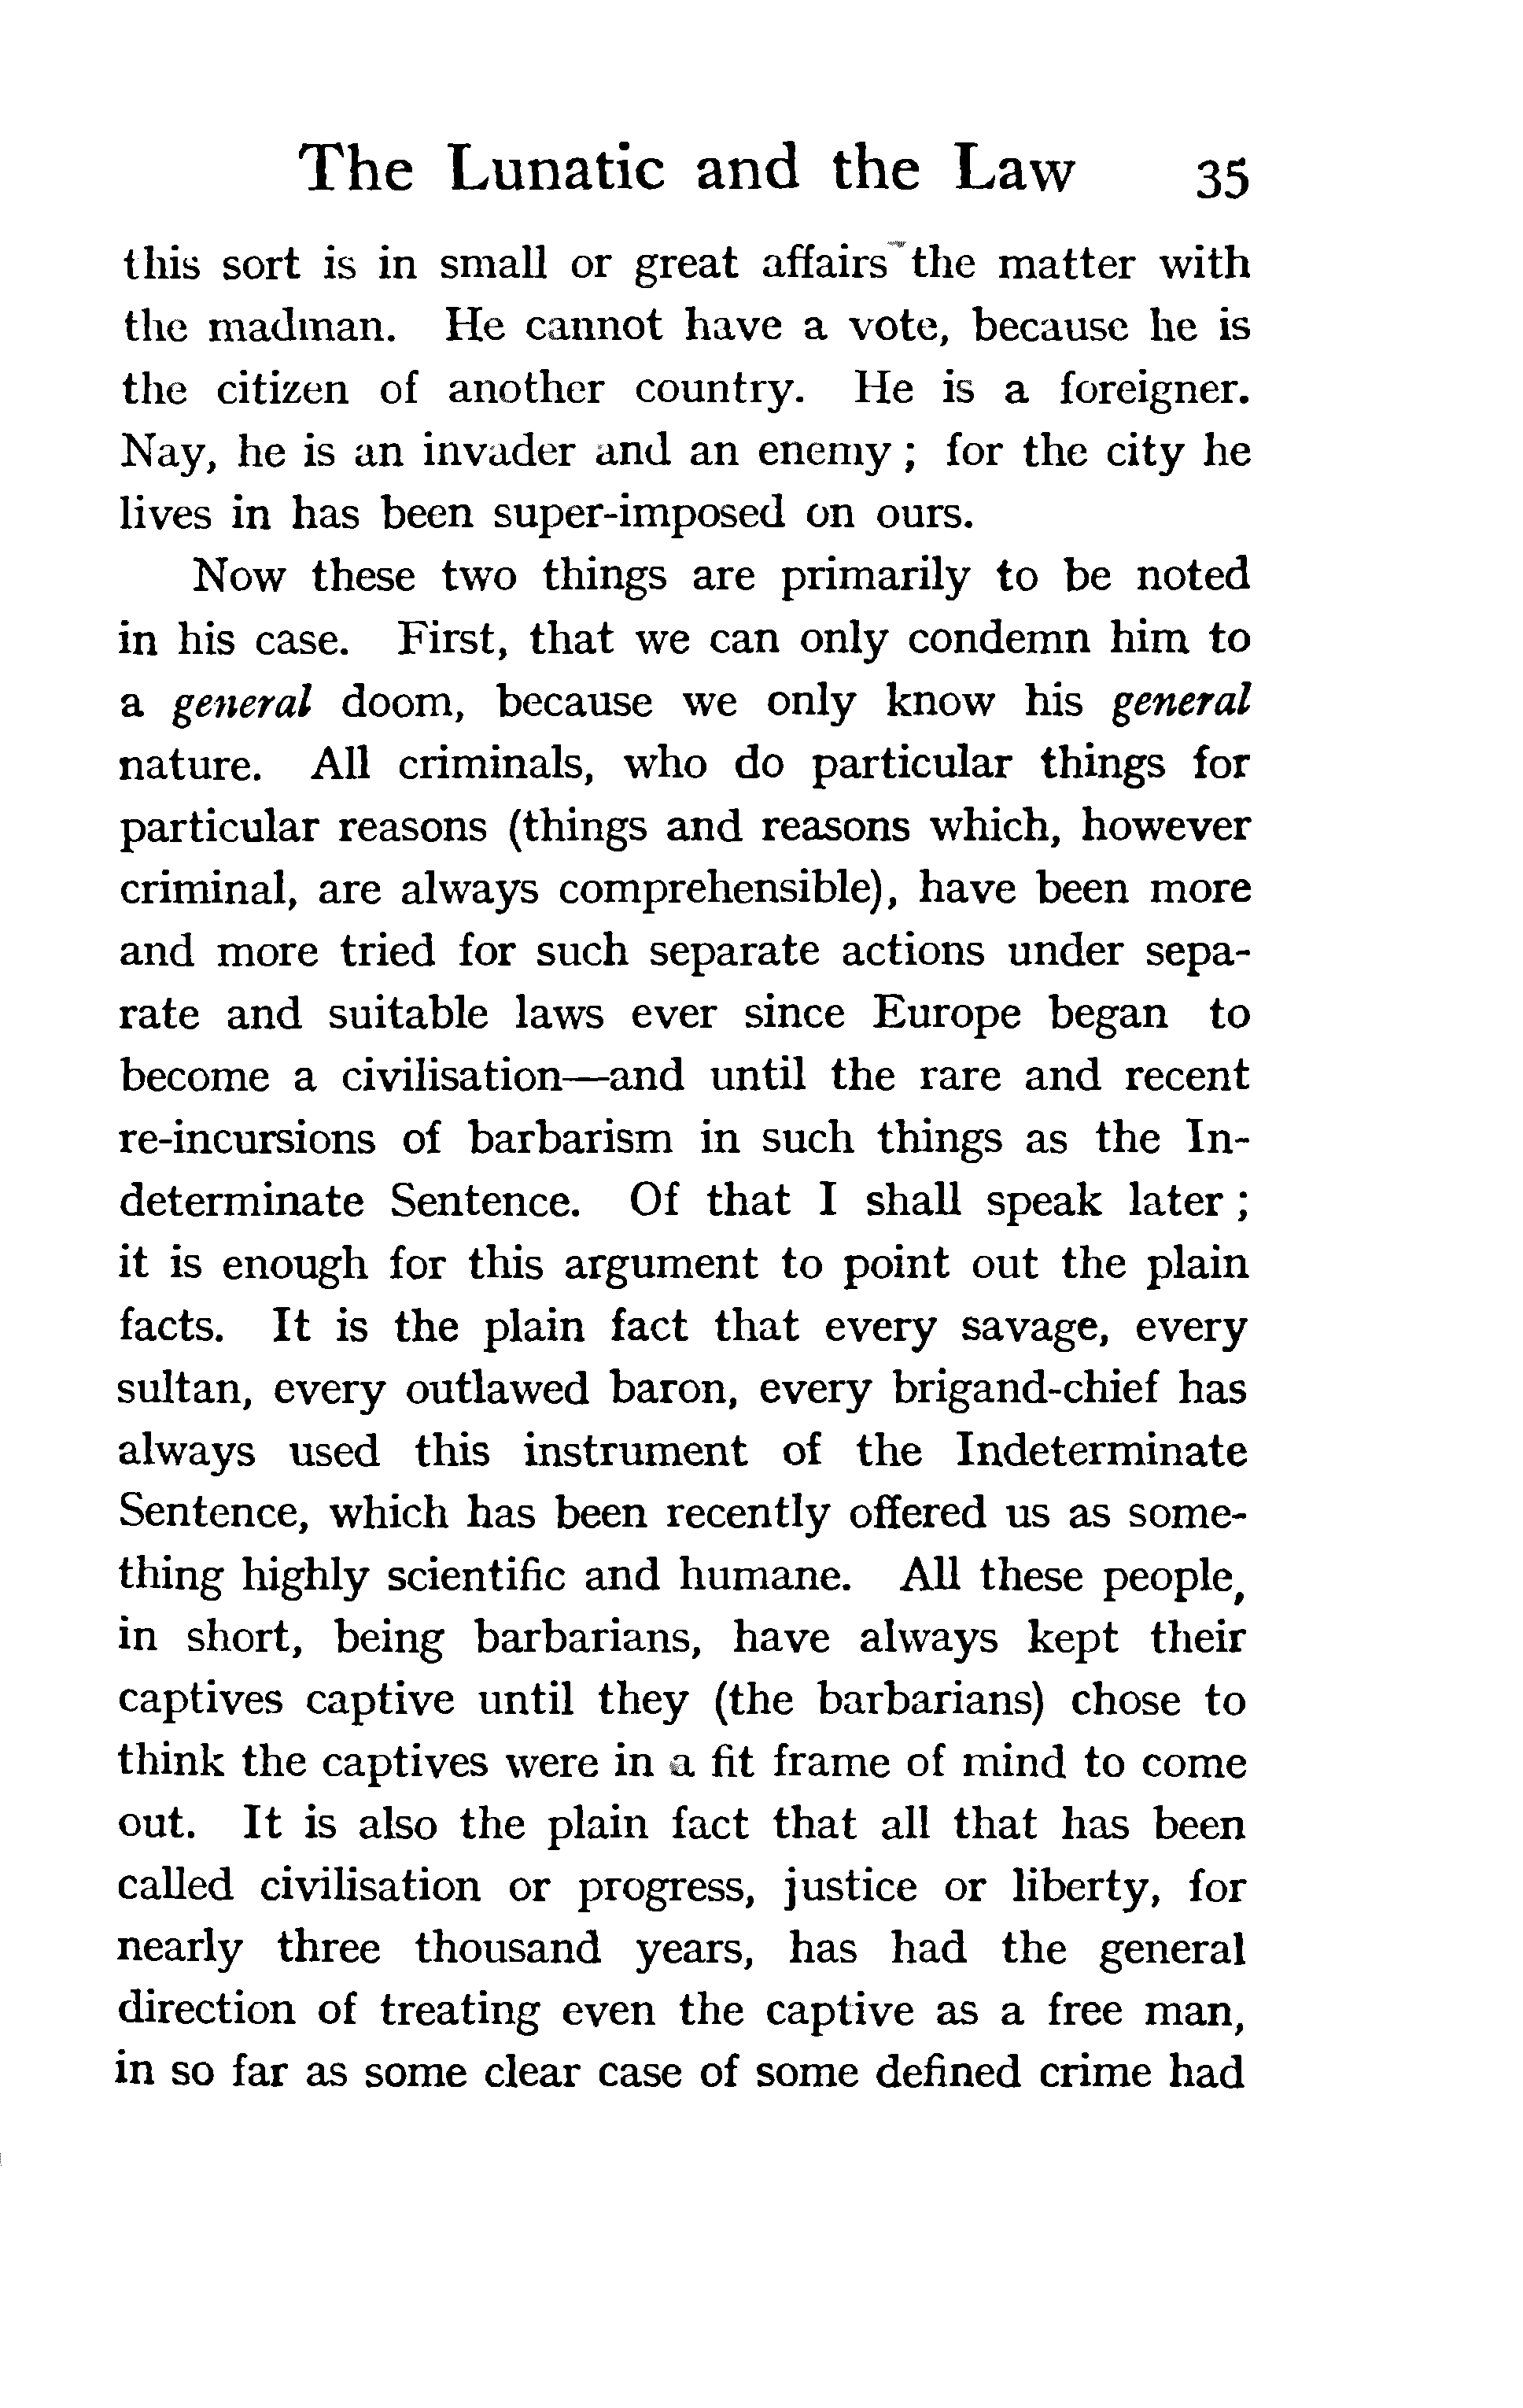 The Lunatic and the Law 35
this sort is in small or great affairs the matter with
the madman. He cannot have a vote, because he is
the citizen of another country. He is a foreigner.
Nay, he is an invader and an enemy ; for the city he
lives in has been super-imposed on ours.
Now these two things are primarily to be noted
in his case. First, that we can only condemn him to
a general doom, because we only know his general
nature. All criminals, who do particular things for
particular reasons (things and reasons which, however
criminal, are always comprehensible), have been more
and more tried for such separate actions under sepa-
rate and suitable laws ever since Europe began to
become a civilisation—and until the rare and recent
re-incursions of barbarism in such things as the In-
determinate Sentence. Of that I shall speak later ;
it is enough for this argument to point out the plain
facts. It is the plain fact that every savage, every
sultan, every outlawed baron, every brigand-chief has
always used this instrument of the Indeterminate
Sentence, which has been recently offered us as some-
thing highly scientific and humane. All these people,
in short, being barbarians, have always kept their
captives captive until they (the barbarians) chose to
think the captives were in a fit frame of mind to come
out. It is also the plain fact that all that has been
called civilisation or progress, justice or liberty, for
nearly three thousand years, has had the general
direction of treating even the captive as a free man,
in so far as some clear case of some defined crime had